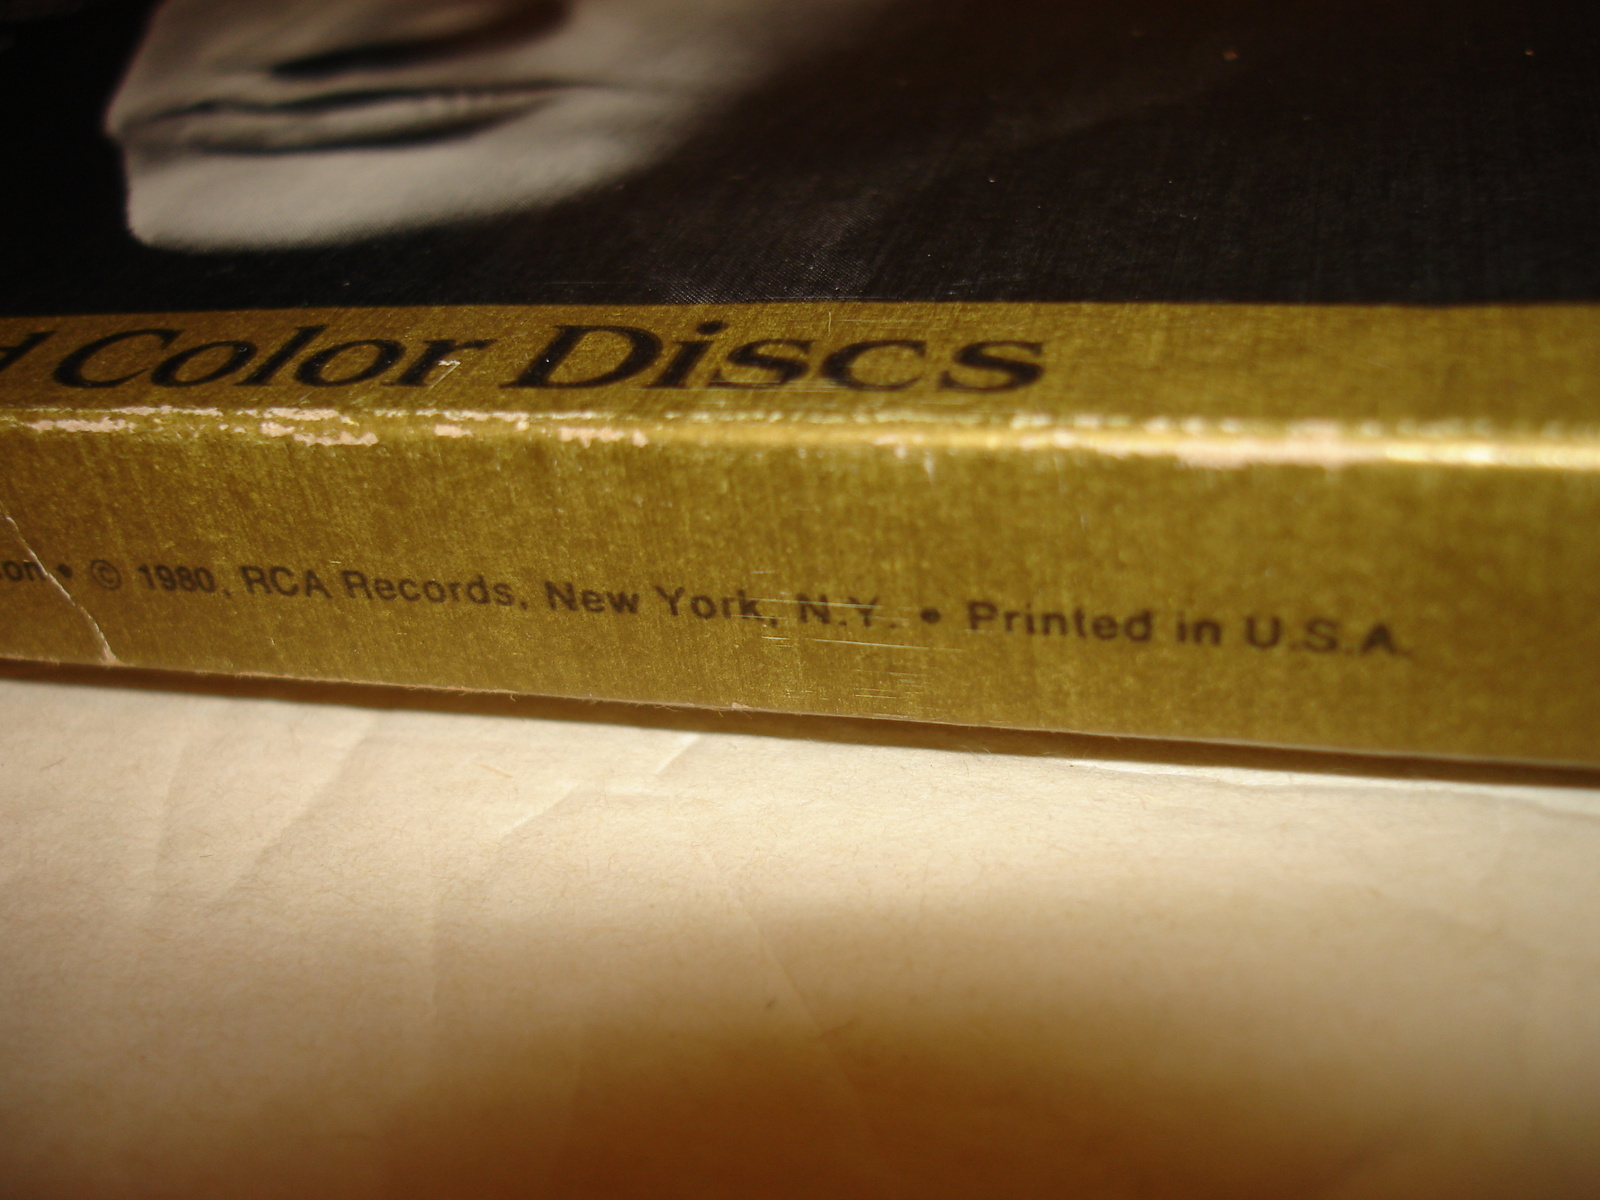 Color Discs
• © 1980, RCA Records, New York, N.Y. • Printed in U.S.A.